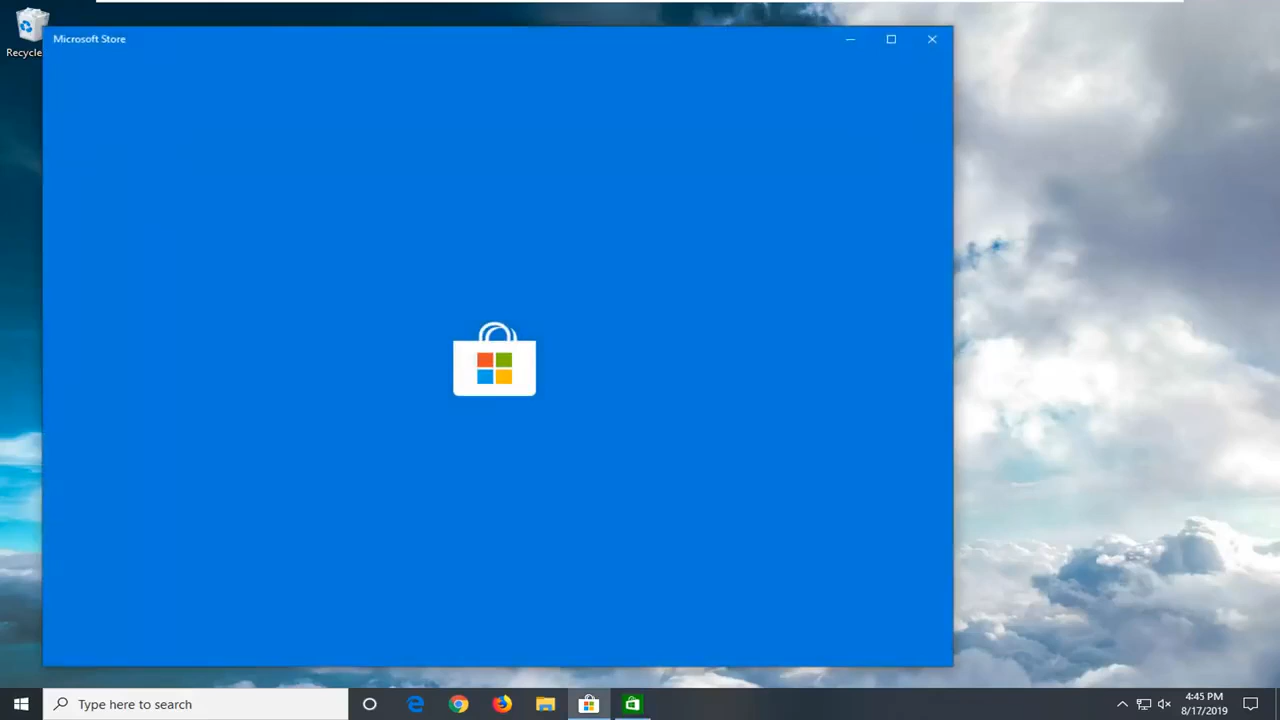 Microsoft Store
Recycle
Type here to search
4:45 PM
8/17/2019